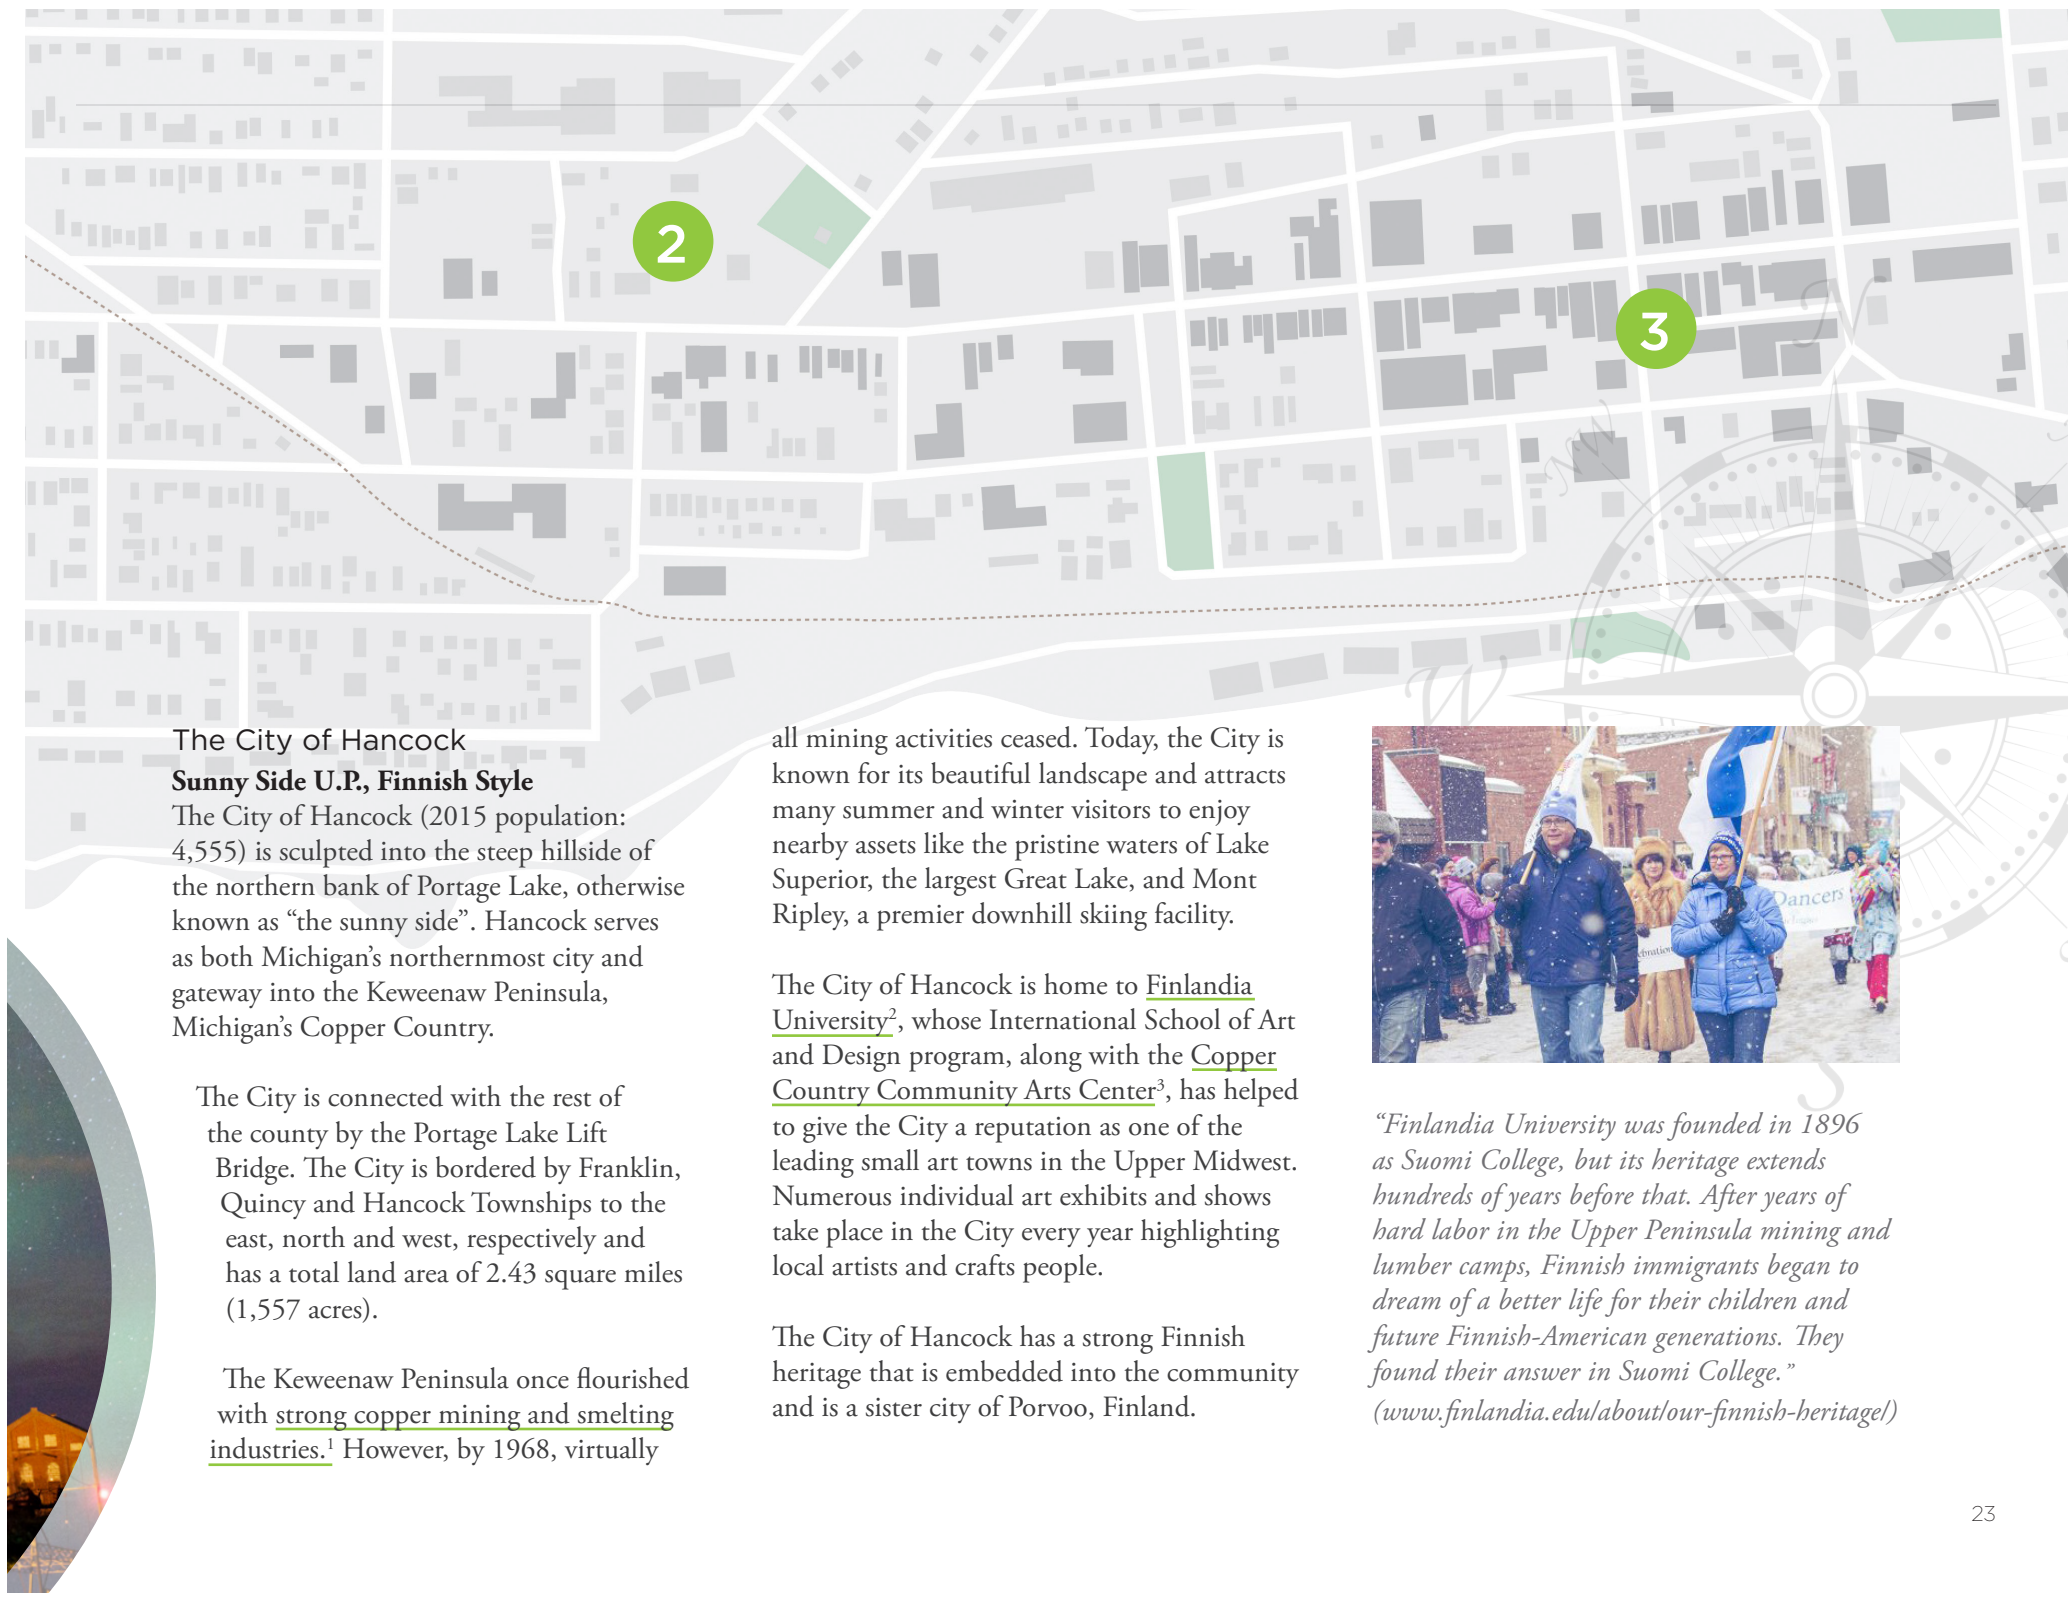 2
3
N
NW
W
S
The City of Hancock
Sunny Side U.P., Finnish Style
The City of Hancock (2015 population:
4,555) is sculpted into the steep hillside of
the northern bank of Portage Lake, otherwise
known as “the sunny side”. Hancock serves
as both Michigan’s northernmost city and
gateway into the Keweenaw Peninsula,
Michigan’s Copper Country.
The City is connected with the rest of
the county by the Portage Lake Lift
Bridge. The City is bordered by Franklin,
Quincy and Hancock Townships to the
east, north and west, respectively and
has a total land area of 2.43 square miles
(1,557 acres).
The Keweenaw Peninsula once flourished
with strong copper mining and smelting
industries.¹ However, by 1968, virtually
all mining activities ceased. Today, the City is
known for its beautiful landscape and attracts
many summer and winter visitors to enjoy
nearby assets like the pristine waters of Lake
Superior, the largest Great Lake, and Mont
Ripley, a premier downhill skiing facility.
The City of Hancock is home to Finlandia
University², whose International School of Art
and Design program, along with the Copper
Country Community Arts Center³, has helped
to give the City a reputation as one of the
leading small art towns in the Upper Midwest.
Numerous individual art exhibits and shows
take place in the City every year highlighting
local artists and crafts people.
The City of Hancock has a strong Finnish
heritage that is embedded into the community
and is a sister city of Porvoo, Finland.
Dancers
“Finlandia University was founded in 1896
as Suomi College, but its heritage extends
hundreds of years before that. After years of
hard labor in the Upper Peninsula mining and
lumber camps, Finnish immigrants began to
dream of a better life for their children and
future Finnish-American generations. They
found their answer in Suomi College.”
(www.finlandia.edu/about/our-finnish-heritage/)
23